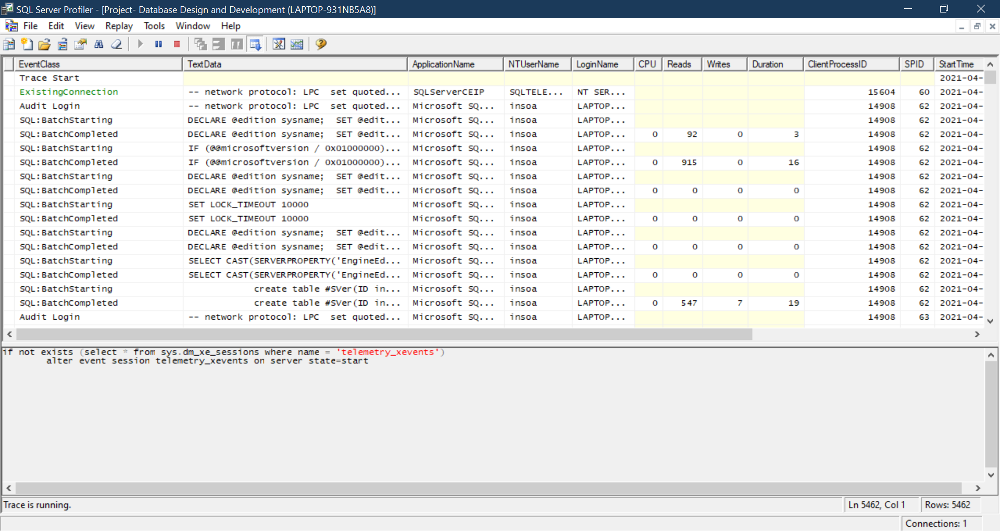 SQL Server Profiler - [Project- Database Design and Development (LAPTOP-931NB5A8)]
File Edit View Replay Tools Window Help
EventClass TextData ApplicationName NTUserName LoginName CPU Reads Writes Duration ClientProcessID SPID StartTime
Trace Start 2021-04-
ExistingConnection -- network protocol: LPC set quoted... SQLServerCEIP SQLTELE... NT SER... 15604 60 2021-04-
Audit Login -- network protocol: LPC set quoted... Microsoft SQ... insoa LAPTOP... 14908 62 2021-04-
SQL:BatchStarting DECLARE @edition sysname; SET @edit... Microsoft SQ... insoa LAPTOP... 14908 62 2021-04-
SQL:BatchCompleted DECLARE @edition sysname; SET @edit... Microsoft SQ... insoa LAPTOP... 0 92 0 3 14908 62 2021-04-
SQL:BatchStarting IF (@@microsoftversion / 0x01000000)... Microsoft SQ... insoa LAPTOP... 14908 62 2021-04-
SQL:BatchCompleted IF (@@microsoftversion / 0x01000000)... Microsoft SQ... insoa LAPTOP... 0 915 0 16 14908 62 2021-04-
SQL:BatchStarting DECLARE @edition sysname; SET @edit... Microsoft SQ... insoa LAPTOP... 14908 62 2021-04-
SQL:BatchCompleted DECLARE @edition sysname; SET @edit... Microsoft SQ... insoa LAPTOP... 0 0 0 0 14908 62 2021-04-
SQL:BatchStarting SET LOCK_TIMEOUT 10000 Microsoft SQ... insoa LAPTOP... 14908 62 2021-04-
SQL:BatchCompleted SET LOCK_TIMEOUT 10000 Microsoft SQ... insoa LAPTOP... 0 0 0 0 14908 62 2021-04-
SQL:BatchStarting DECLARE @edition sysname; SET @edit... Microsoft SQ... insoa LAPTOP... 14908 62 2021-04-
SQL:BatchCompleted DECLARE @edition sysname; SET @edit... Microsoft SQ... insoa LAPTOP... 0 0 0 0 14908 62 2021-04-
SQL:BatchStarting SELECT CAST(SERVERPROPERTY('EngineEd... Microsoft SQ... insoa LAPTOP... 14908 62 2021-04-
SQL:BatchCompleted SELECT CAST(SERVERPROPERTY('EngineEd... Microsoft SQ... insoa LAPTOP... 0 0 0 0 14908 62 2021-04-
SQL:BatchStarting create table #SVer(ID in... Microsoft SQ... insoa LAPTOP... 14908 62 2021-04-
SQL:BatchCompleted create table #SVer(ID in... Microsoft SQ... insoa LAPTOP... 0 547 7 19 14908 62 2021-04-
Audit Login -- network protocol: LPC set quoted... Microsoft SQ... insoa LAPTOP... 14908 63 2021-04-
if not exists (select * from sys.dm_xe_sessions where name = 'telemetry_xevents')
alter event session telemetry_xevents on server state=start
Trace is running. Ln 5462, Col 1 Rows: 5462
Connections: 1